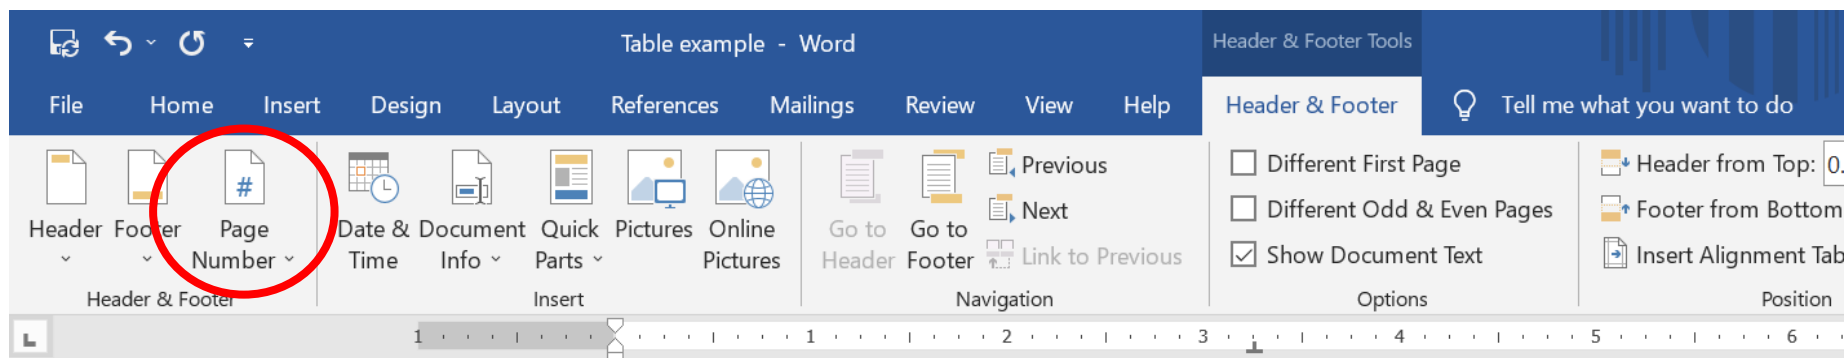 Table example - Word
Header & Footer Tools
File Home Insert Design Layout References Mailings Review View Help Header & Footer Tell me what you want to do
#
Header Footer Page Number Date & Time Document Info Quick Parts Pictures Online Pictures Go to Header Go to Footer
Previous
Next
Link to Previous
Different First Page
Different Odd & Even Pages
Show Document Text
Header from Top: 0.
Footer from Bottom
Insert Alignment Tab
Header & Footer Insert Navigation Options Position
L 1 1 2 3 4 5 6